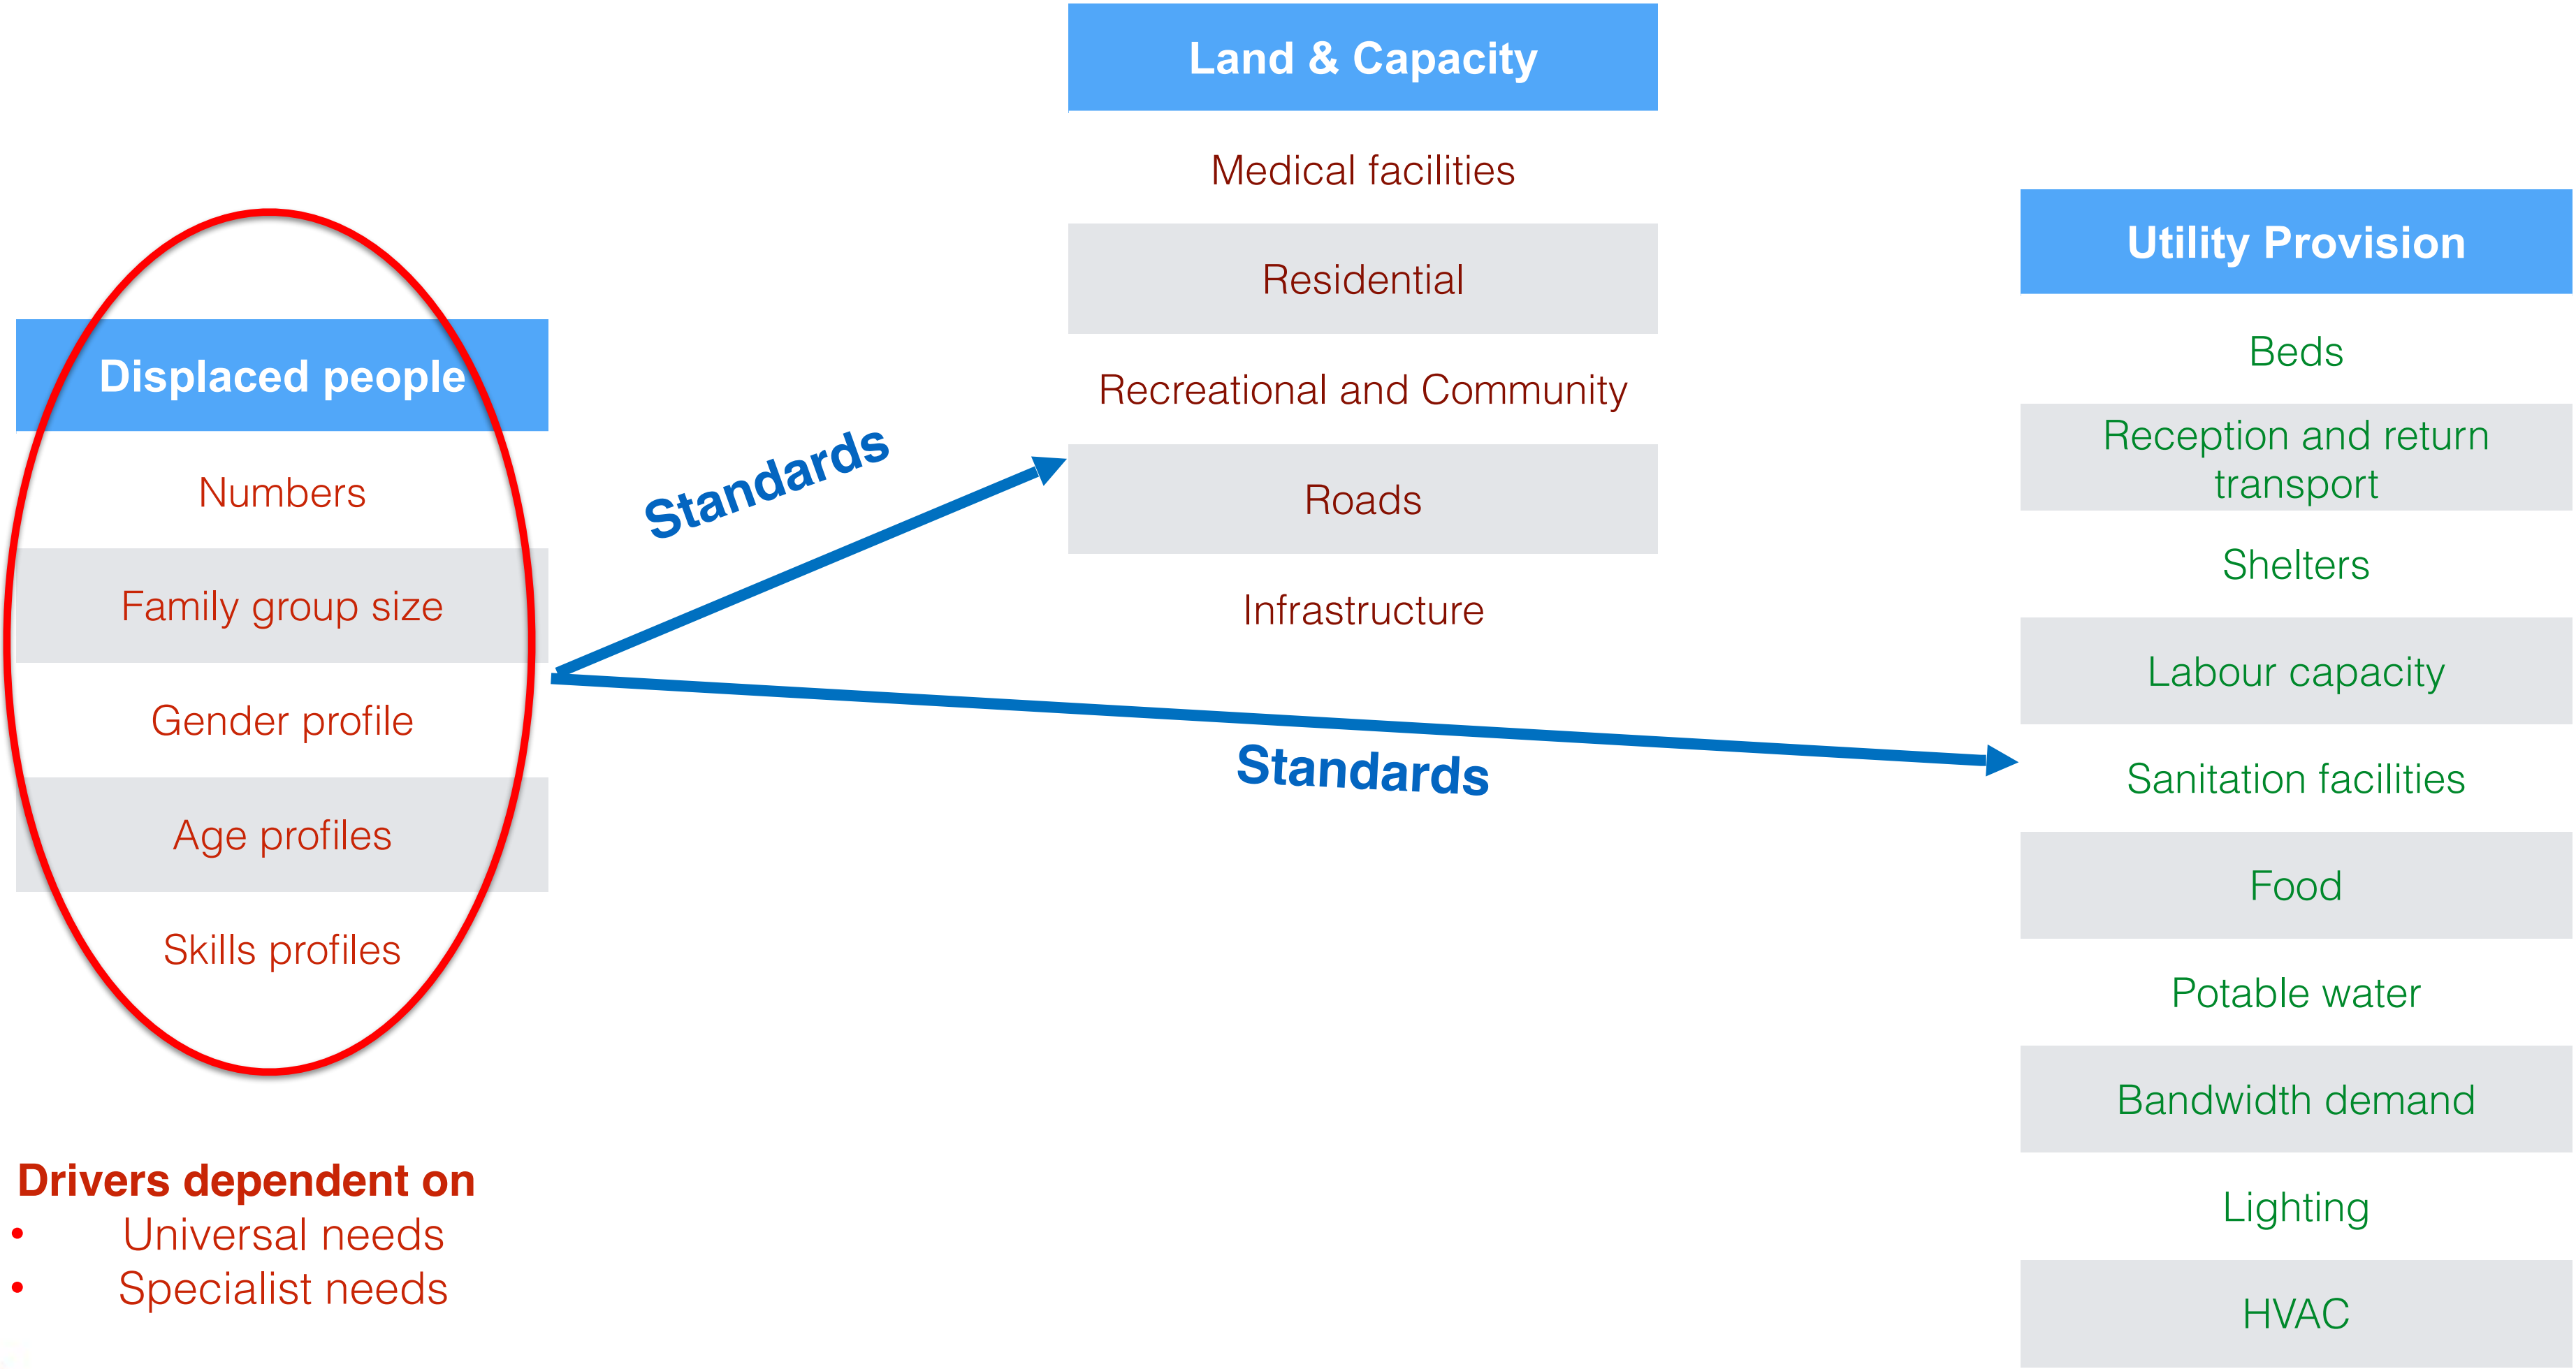 Land & Capacity
Medical facilities
Residential
Recreational and Community
Roads
Infrastructure
Displaced people
Numbers
Family group size
Gender profile
Age profiles
Skills profiles
Standards
Standards
Utility Provision
Beds
Reception and return
transport
Shelters
Labour capacity
Sanitation facilities
Food
Potable water
Bandwidth demand
Lighting
HVAC
Drivers dependent on
• Universal needs
• Specialist needs